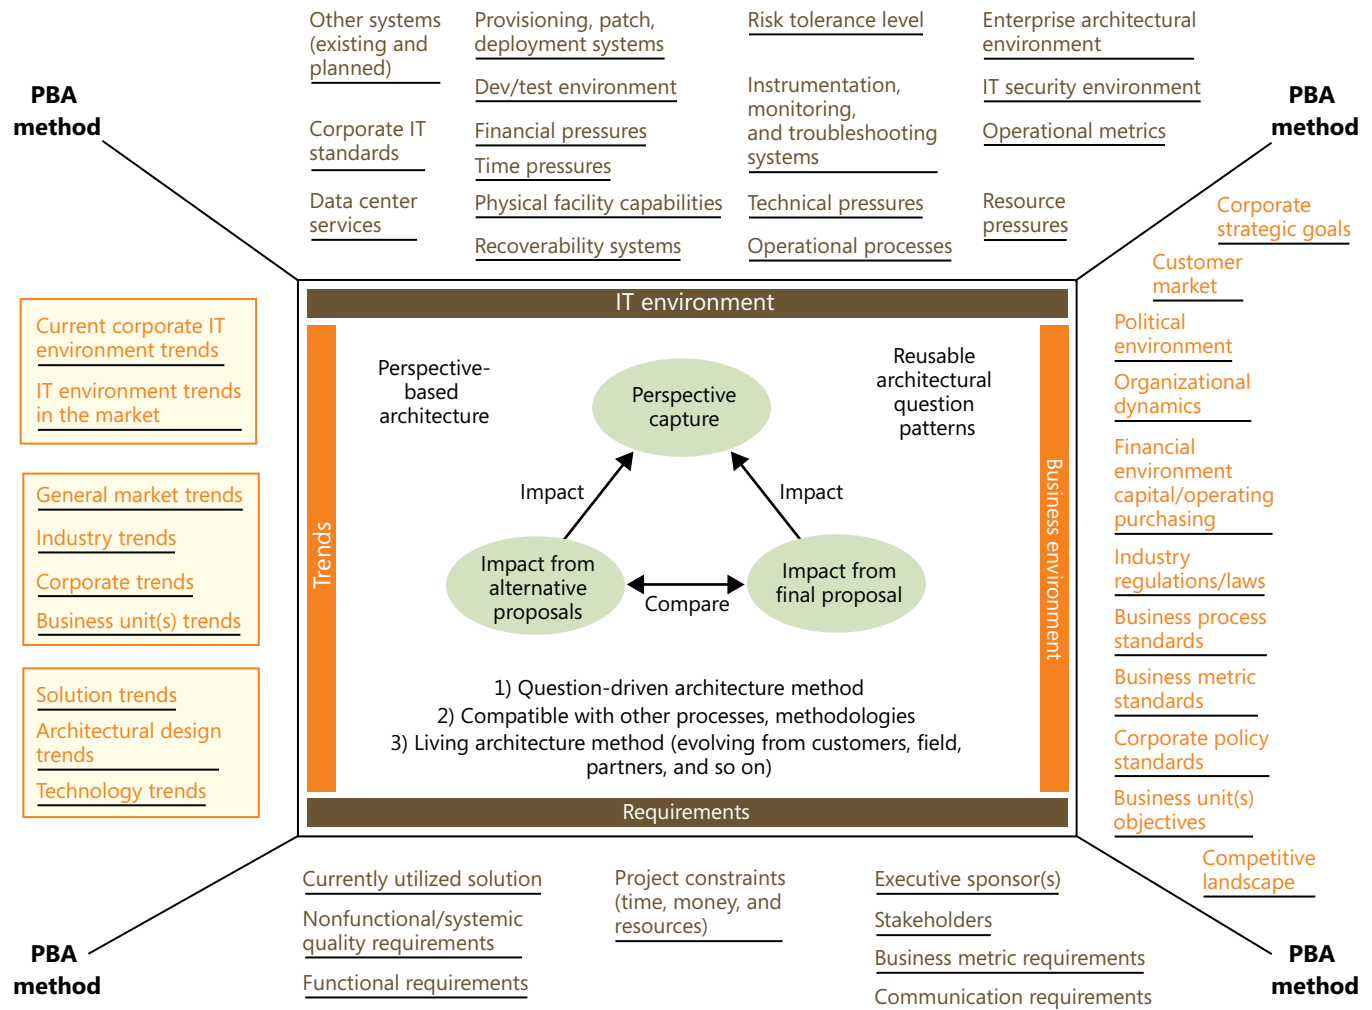 PBA
method
Other systems
(existing and
planned)
Corporate IT
standards
Data center
services
Provisioning, patch,
deployment systems
Dev/test environment
Financial pressures
Time pressures
Physical facility capabilities
Recoverability systems
Risk tolerance level
Instrumentation,
monitoring,
and troubleshooting
systems
Technical pressures
Operational processes
Enterprise architectural
environment
IT security environment
Operational metrics
Resource
pressures
PBA
method
Current corporate IT
environment trends
IT environment trends
in the market
General market trends
Industry trends
Corporate trends
Business unit(s) trends
Solution trends
Architectural design
trends
Technology trends
IT environment
Trends
Perspective-
based
architecture
Perspective
capture
Reusable
architectural
question
patterns
Impact
Impact
Impact from
alternative
proposals
Compare
Impact from
final proposal
1) Question-driven architecture method
2) Compatible with other processes, methodologies
3) Living architecture method (evolving from customers, field,
partners, and so on)
Business environment
Requirements
Corporate
strategic goals
Customer
market
Political
environment
Organizational
dynamics
Financial
environment
capital/operating
purchasing
Industry
regulations/laws
Business process
standards
Business metric
standards
Corporate policy
standards
Business unit(s)
objectives
Competitive
landscape
PBA
method
Currently utilized solution
Nonfunctional/systemic
quality requirements
Functional requirements
Project constraints
(time, money, and
resources)
Executive sponsor(s)
Stakeholders
Business metric requirements
Communication requirements
PBA
method